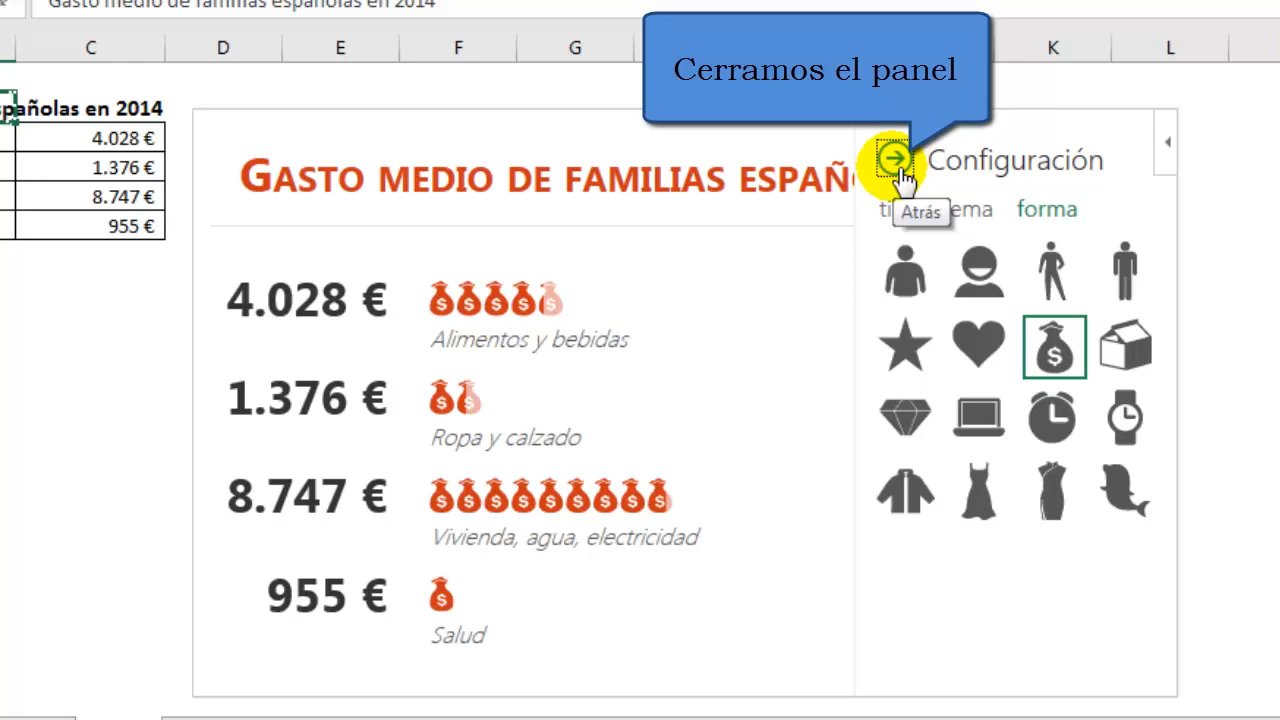 Gasto medio de familias españolas en 2014
C D E F G K L
Cerramos el panel
spañolas en 2014
4.028 €
1.376 €
8.747 €
955 €
GASTO MEDIO DE FAMILIAS ESPAÑ
Configuración
Atrás
ema
forma
4.028 €
Alimentos y bebidas
1.376 €
Ropa y calzado
8.747 €
Vivienda, agua, electricidad
955 €
Salud